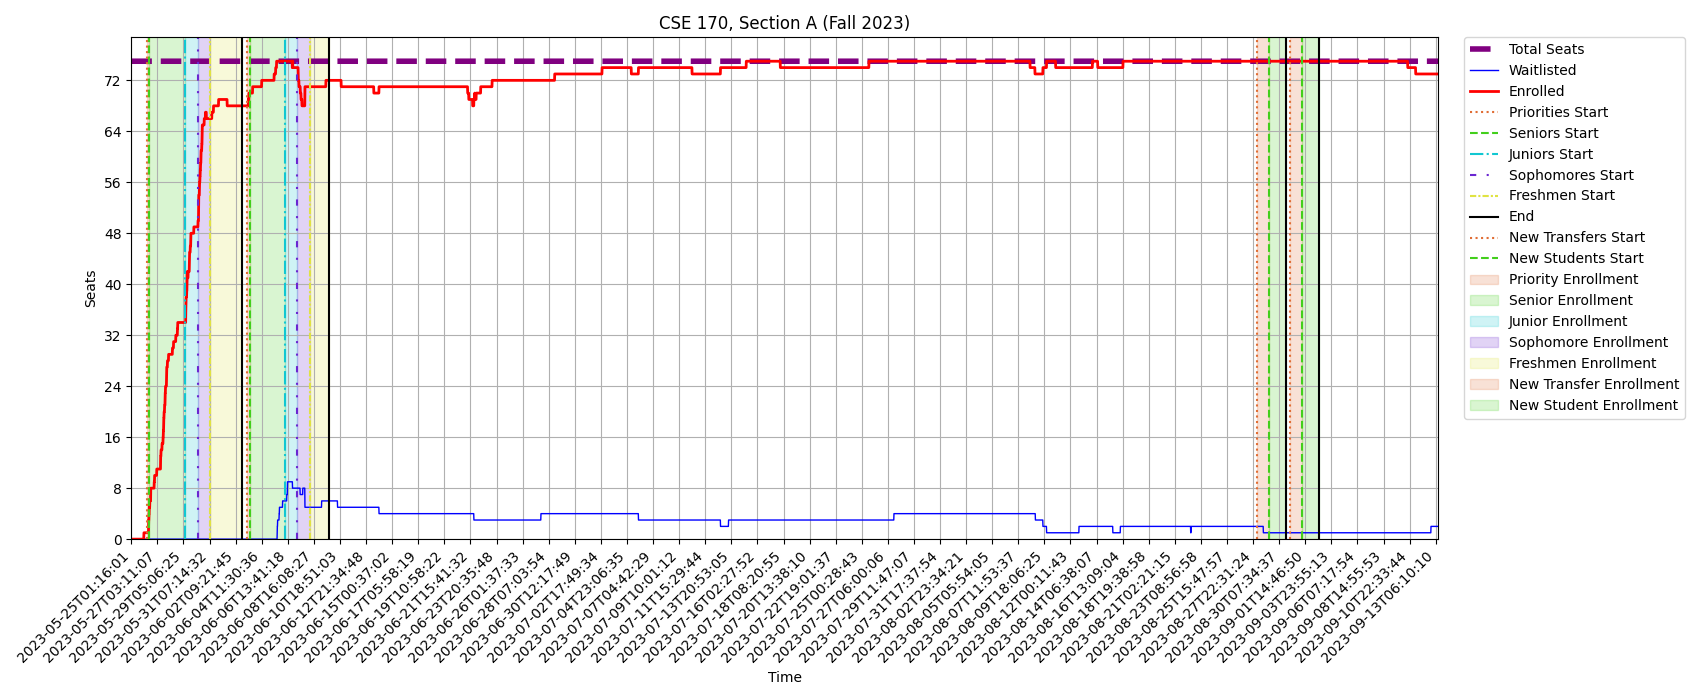 CSE 170, Section A (Fall 2023)
Seats
72
64
56
48
40
32
24
16
8
0
2023-05-25T01:16:01
2023-05-27T03:11:07
2023-05-29T05:06:25
2023-05-31T07:14:32
2023-06-02T09:21:45
2023-06-04T11:30:36
2023-06-06T13:41:18
2023-06-08T16:08:27
2023-06-10T18:51:03
2023-06-12T21:34:48
2023-06-15T00:37:02
2023-06-17T05:58:19
2023-06-19T10:58:22
2023-06-21T15:41:32
2023-06-23T20:35:48
2023-06-26T01:37:33
2023-06-28T07:03:54
2023-06-30T12:17:49
2023-07-02T17:49:34
2023-07-04T23:06:35
2023-07-07T04:42:29
2023-07-09T10:01:12
2023-07-11T15:29:44
2023-07-13T20:53:05
2023-07-16T02:27:52
2023-07-18T08:20:55
2023-07-20T13:38:10
2023-07-22T19:01:37
2023-07-25T00:28:43
2023-07-27T06:00:06
2023-07-29T11:47:07
2023-07-31T17:37:54
2023-08-02T23:34:21
2023-08-05T05:54:05
2023-08-07T11:53:37
2023-08-09T18:06:25
2023-08-12T00:11:43
2023-08-14T06:38:07
2023-08-16T13:09:04
2023-08-18T19:38:58
2023-08-21T02:21:15
2023-08-23T08:56:58
2023-08-25T15:47:57
2023-08-27T22:31:24
2023-08-30T07:34:37
2023-09-01T14:46:50
2023-09-03T23:55:13
2023-09-06T07:17:54
2023-09-08T14:55:53
2023-09-10T22:33:44
2023-09-13T06:10:10
Time
Total Seats
Waitlisted
Enrolled
Priorities Start
Seniors Start
Juniors Start
Sophomores Start
Freshmen Start
End
New Transfers Start
New Students Start
Priority Enrollment
Senior Enrollment
Junior Enrollment
Sophomore Enrollment
Freshmen Enrollment
New Transfer Enrollment
New Student Enrollment